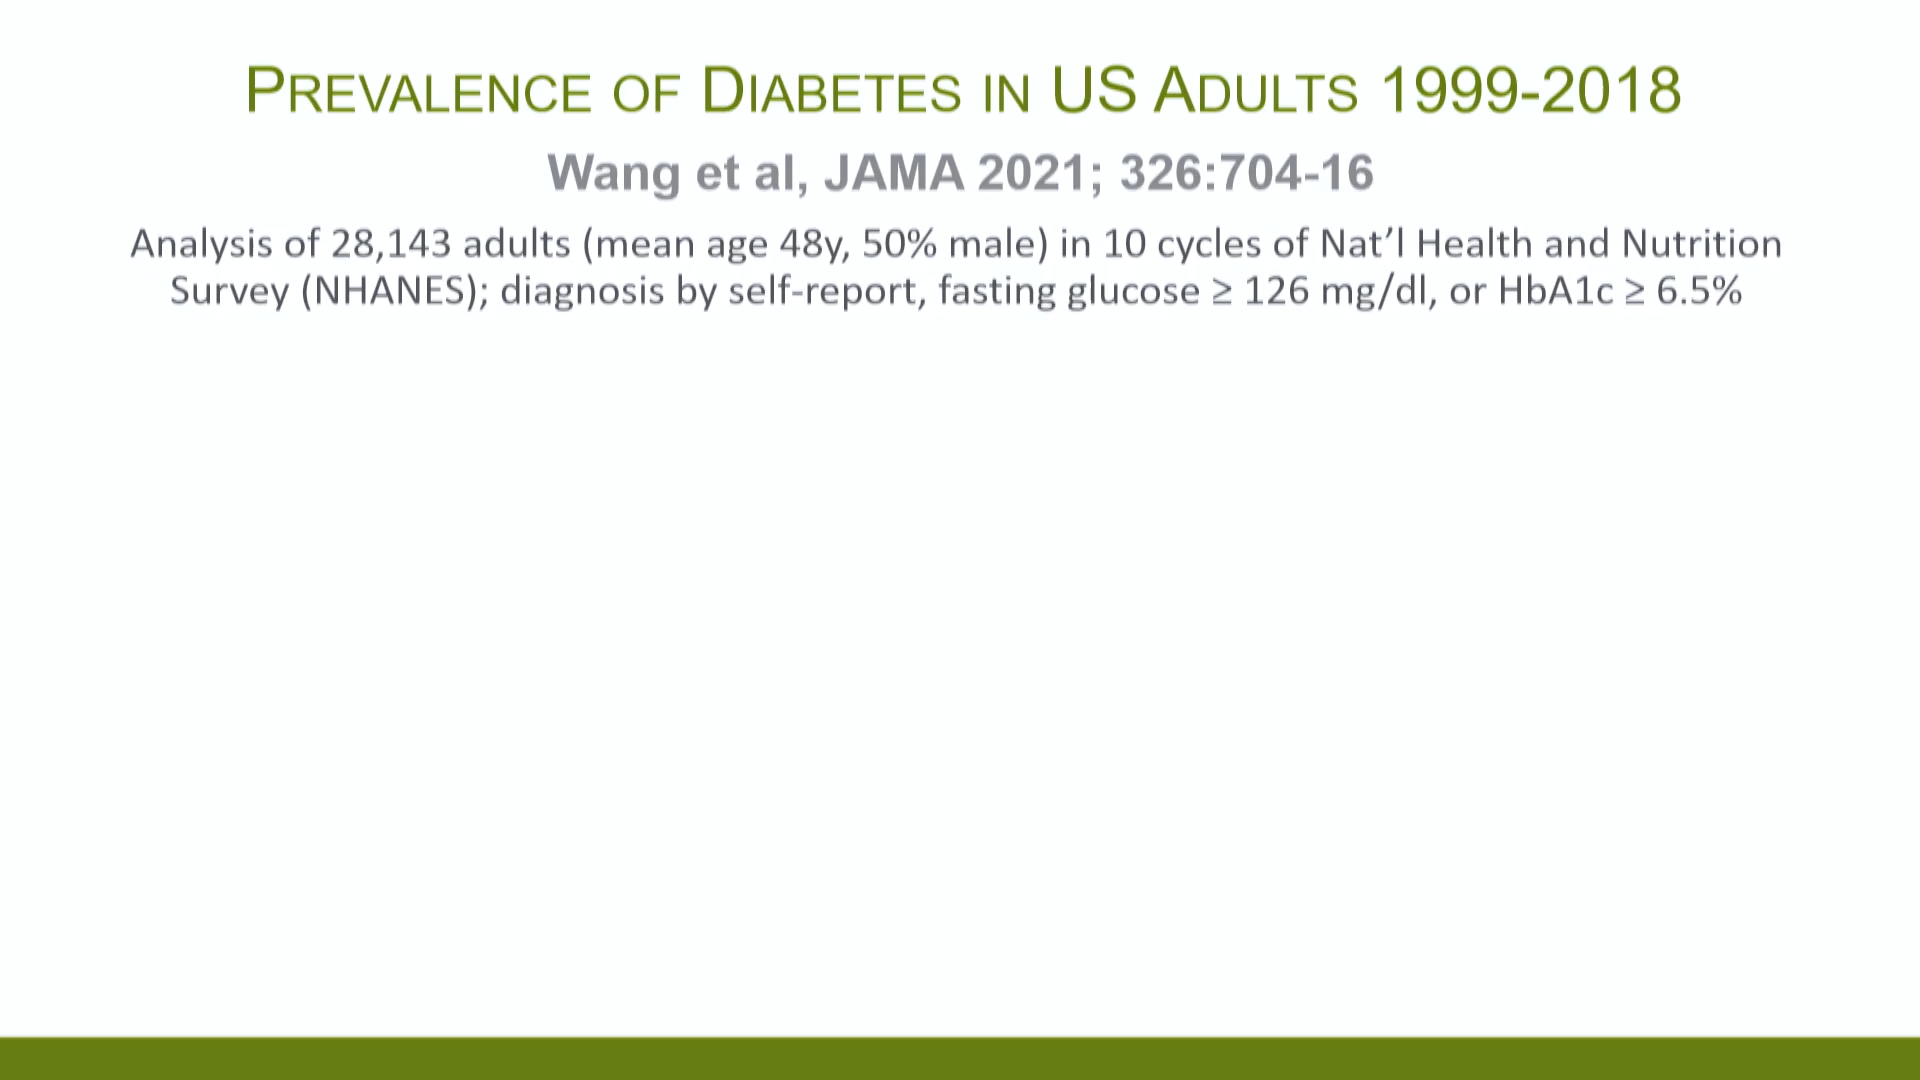 PREVALENCE OF DIABETES IN US ADULTS 1999-2018
Wang et al, JAMA 2021; 326:704-16
Analysis of 28,143 adults (mean age 48y, 50% male) in 10 cycles of Nat’l Health and Nutrition
Survey (NHANES); diagnosis by self-report, fasting glucose ≥ 126 mg/dl, or HbA1c ≥ 6.5%